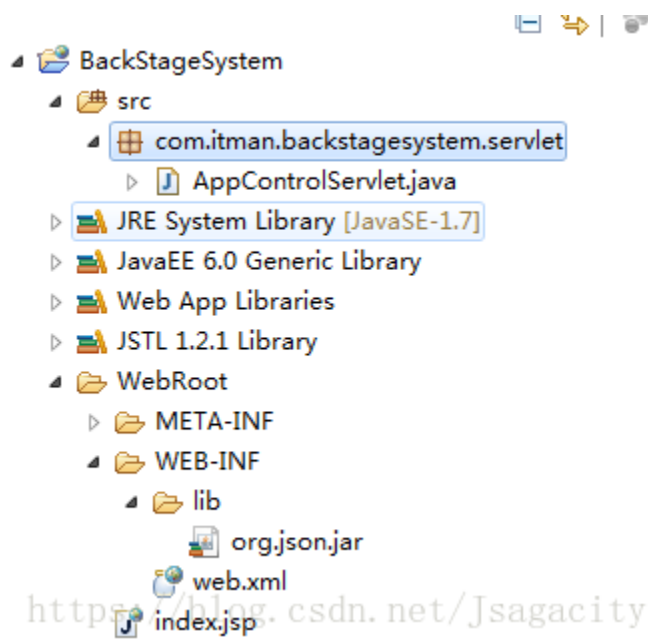 BackStageSystem
src
com.itman.backstagesystem.servlet
AppControlServlet.java
JRE System Library [JavaSE-1.7]
JavaEE 6.0 Generic Library
Web App Libraries
JSTL 1.2.1 Library
WebRoot
META-INF
WEB-INF
lib
org.json.jar
web.xml
https://blog.csdn.net/Jsagacity
index.jsp